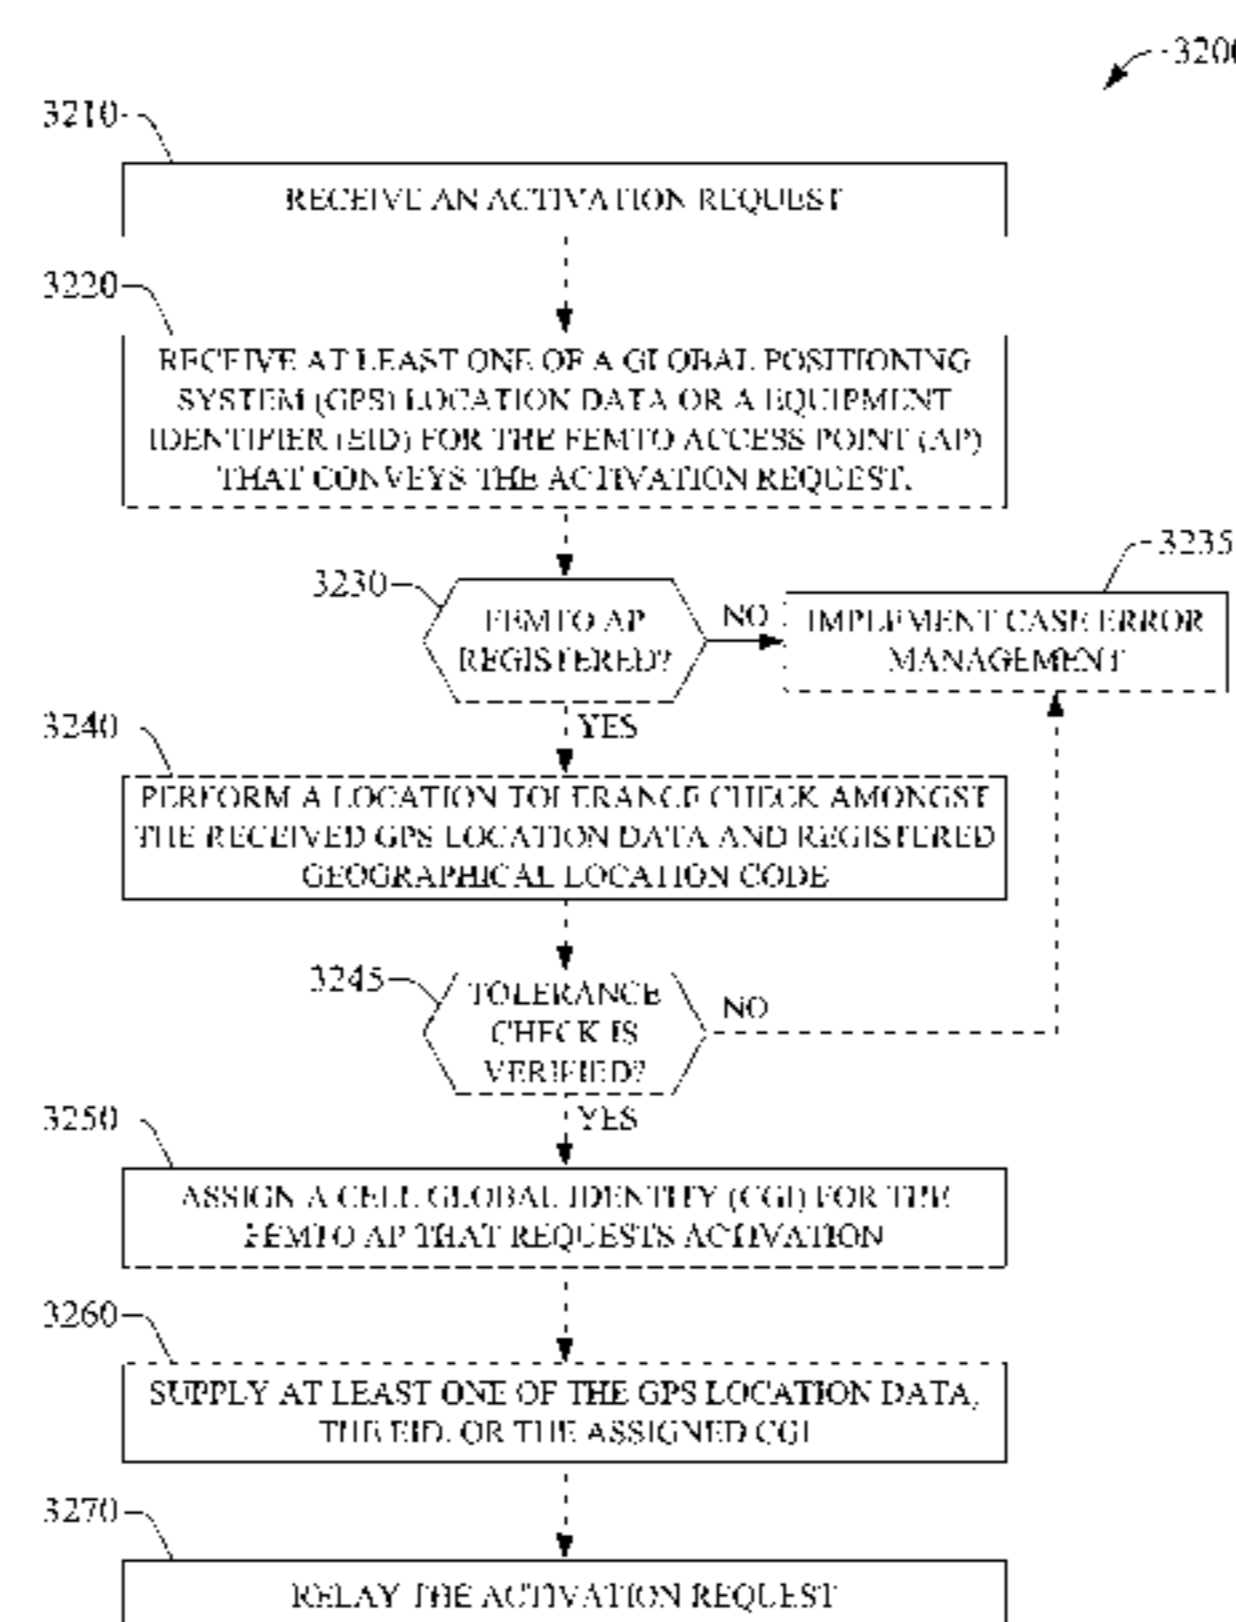 3200
3210
RECEIVE AN ACTIVATION REQUEST
3220
RECEIVE AT LEAST ONE OF A GLOBAL POSITIONING
SYSTEM (GPS) LOCATION DATA OR A EQUIPMENT
IDENTIFIER (EID) FOR THE FEMTO ACCESS POINT (AP)
THAT CONVEYS THE ACTIVATION REQUEST.
3230
FEMTO AP
REGISTERED?
NO
3235
IMPLEMENT CASE ERROR
MANAGEMENT
YES
3240
PERFORM A LOCATION TOLERANCE CHECK AMONGST
THE RECEIVED GPS LOCATION DATA AND REGISTERED
GEOGRAPHICAL LOCATION CODE
3245
TOLERANCE
CHECK IS
VERIFIED?
NO
YES
3250
ASSIGN A CELL GLOBAL IDENTITY (CGI) FOR THE
FEMTO AP THAT REQUESTS ACTIVATION
3260
SUPPLY AT LEAST ONE OF THE GPS LOCATION DATA,
THE EID, OR THE ASSIGNED CGI
3270
RELAY THE ACTIVATION REQUEST